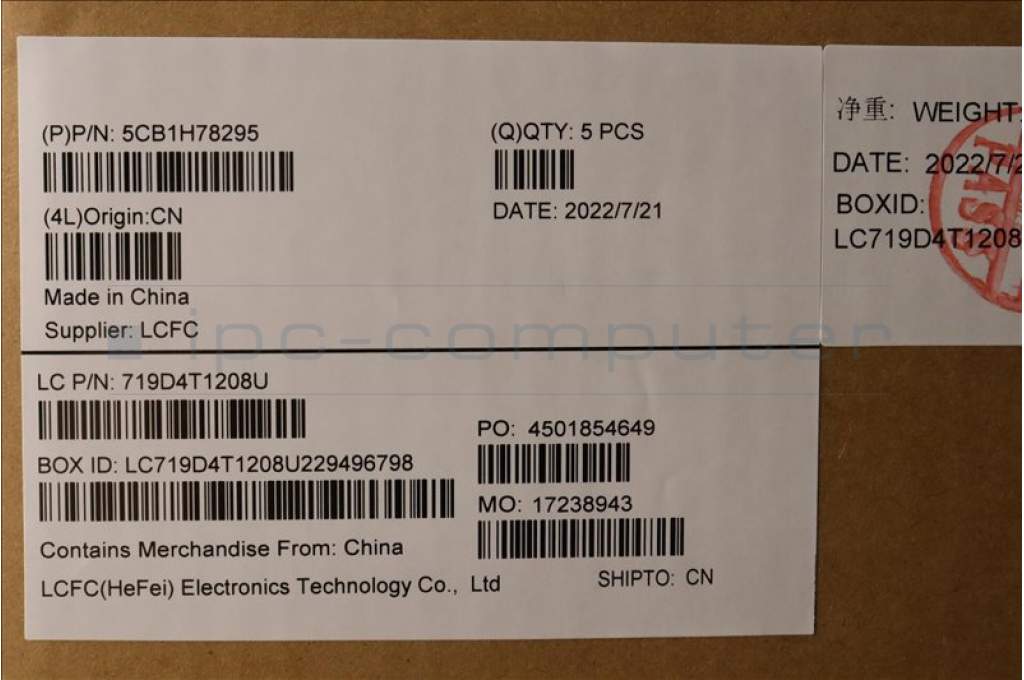 (P)P/N: 5CB1H78295
(Q)QTY: 5 PCS
(4L)Origin:CN
DATE: 2022/7/21
Made in China
Supplier: LCFC
LC P/N: 719D4T1208U
PO: 4501854649
BOX ID: LC719D4T1208U229496798
MO: 17238943
Contains Merchandise From: China
LCFC(HeFei) Electronics Technology Co., Ltd
SHIPTO: CN
净重: WEIGHT:
DATE: 2022/7/2
BOXID:
LC719D4T1208
PASS
ipc-computer